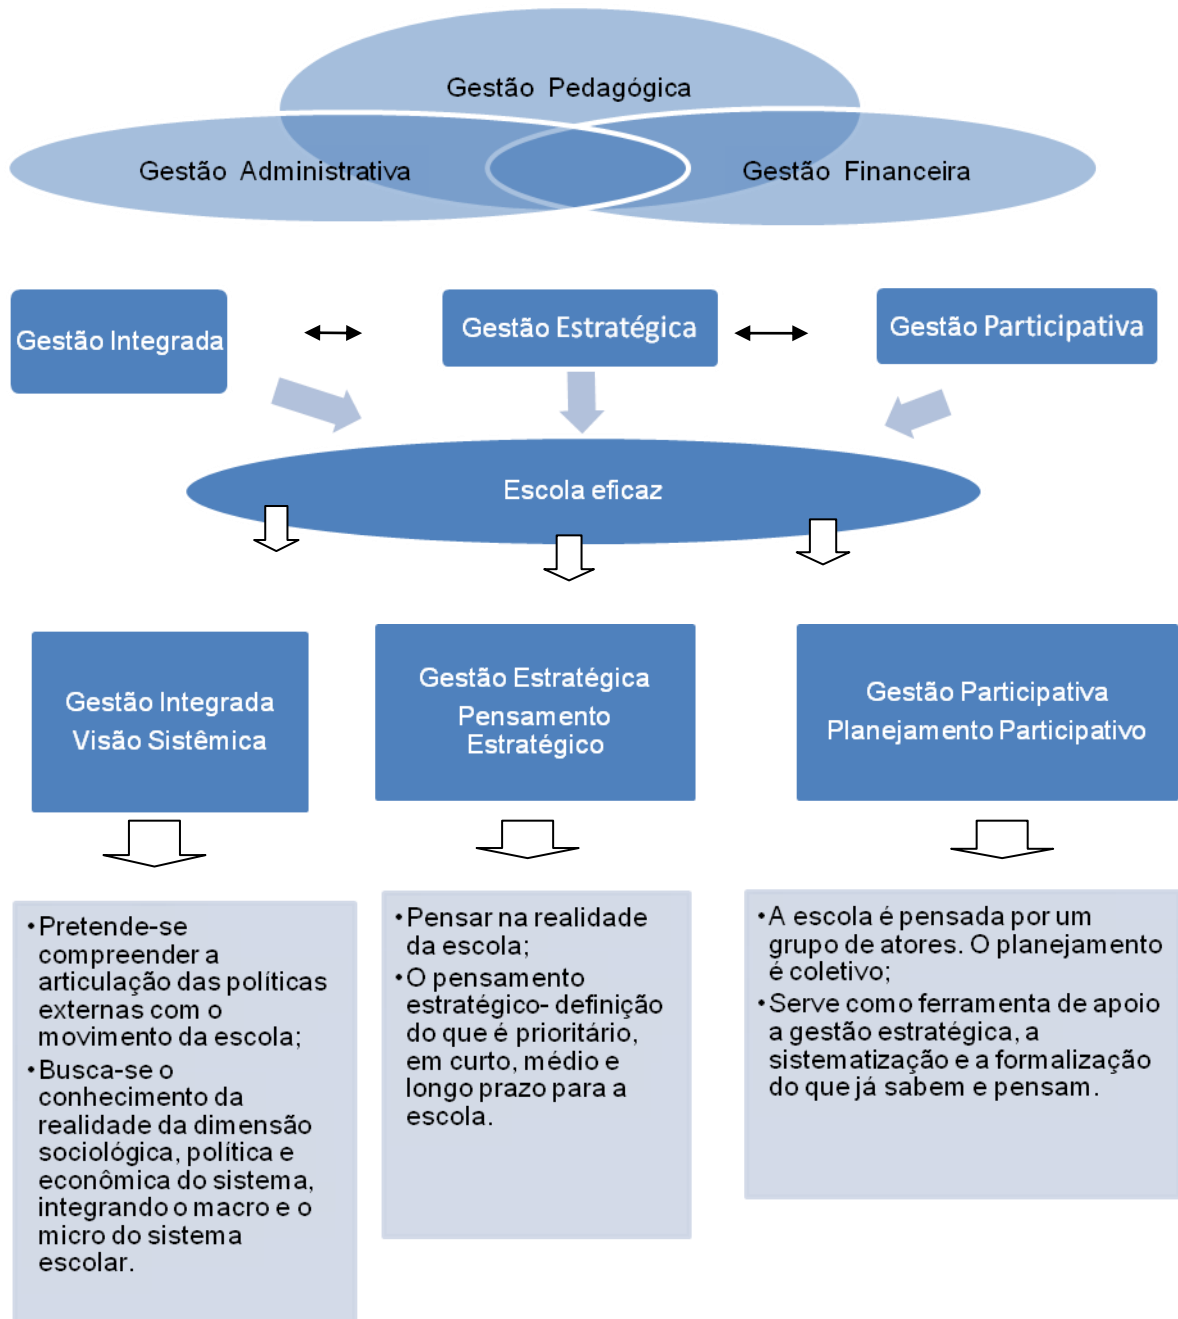 Gestão Pedagógica
Gestão Administrativa
Gestão Financeira
Gestão Integrada
Gestão Estratégica
Gestão Participativa
Escola eficaz
Gestão Integrada
Visão Sistêmica
Gestão Estratégica
Pensamento
Estratégico
Gestão Participativa
Planejamento Participativo
•Pretende-se
compreender a
articulação das políticas
externas com o
movimento da escola;
•Busca-se o
conhecimento da
realidade da dimensão
sociológica, política e
econômica do sistema,
integrando o macro e o
micro do sistema
escolar.
•Pensar na realidade
da escola;
•O pensamento
estratégico- definição
do que é prioritário,
em curto, médio e
longo prazo para a
escola.
•A escola é pensada por um
grupo de atores. O planejamento
é coletivo;
•Serve como ferramenta de apoio
a gestão estratégica, a
sistematização e a formalização
do que já sabem e pensam.